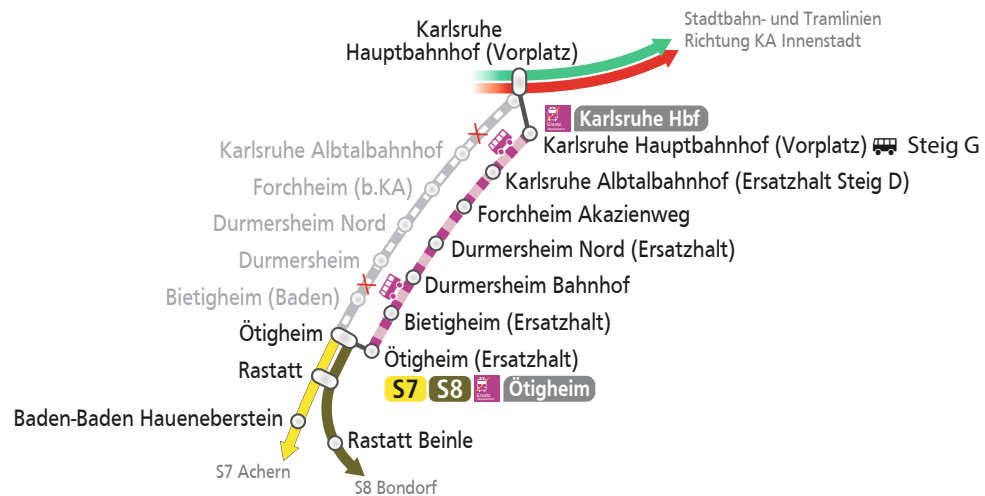 Karlsruhe
Hauptbahnhof (Vorplatz)
Stadtbahn- und Tramlinien
Richtung KA Innenstadt
Karlsruhe Hbf
Karlsruhe Hauptbahnhof (Vorplatz) Steig G
Karlsruhe Albtalbahnhof
Karlsruhe Albtalbahnhof (Ersatzhalt Steig D)
Forchheim (b.KA)
Forchheim Akazienweg
Durmersheim Nord
Durmersheim Nord (Ersatzhalt)
Durmersheim
Durmersheim Bahnhof
Bietigheim (Baden)
Bietigheim (Ersatzhalt)
Ötigheim
Ötigheim (Ersatzhalt)
Rastatt
S7 S8 Ersatz Ötigheim
Baden-Baden Haueneberstein
Rastatt Beinle
S7 Achern
S8 Bondorf